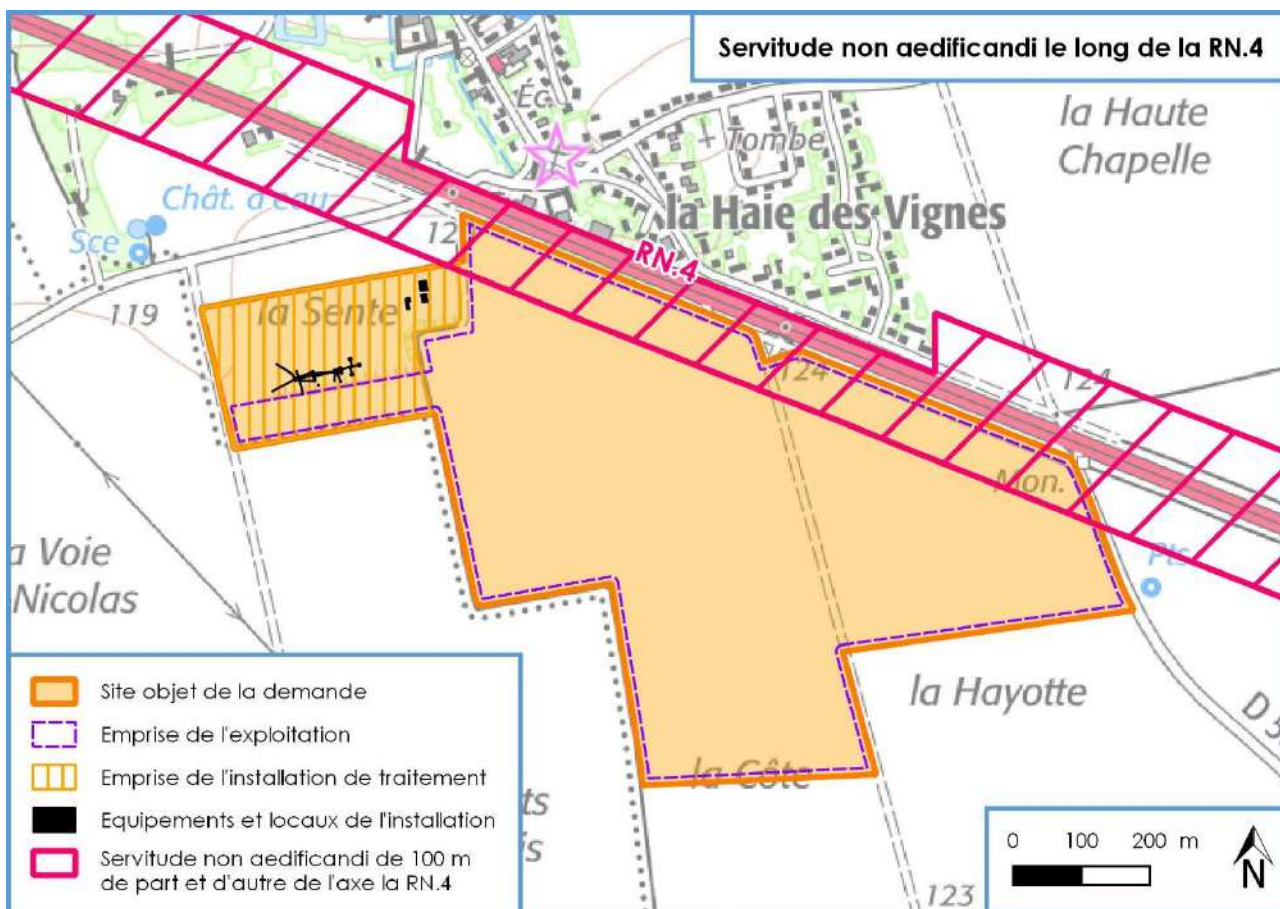 Servitude non aedificandi le long de la RN.4
la Haute
Chapelle
Éc.
Tombe
Chât. d'eau
Sce
12
la Haie des Vignes
RN.4
119
la Sente
124
124
Mon.
Pts
a Voie
Nicolas
la Hayotte
D 5
la Côte
ts
is
123
Site objet de la demande
Emprise de l'exploitation
Emprise de l'installation de traitement
Equipements et locaux de l'installation
Servitude non aedificandi de 100 m
de part et d'autre de l'axe la RN.4
0 100 200 m
N